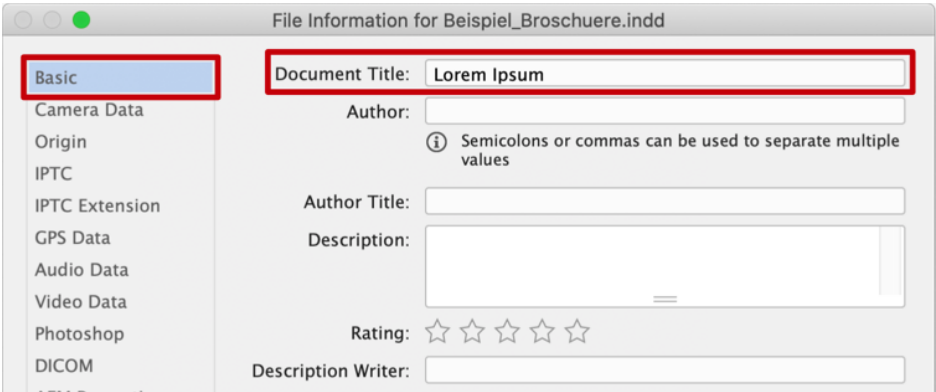 File Information for Beispiel_Broschuere.indd
Basic
Camera Data
Origin
IPTC
IPTC Extension
GPS Data
Audio Data
Video Data
Photoshop
DICOM
Document Title: Lorem Ipsum
Author:
Semicolons or commas can be used to separate multiple
values
Author Title:
Description:
Rating:
Description Writer: